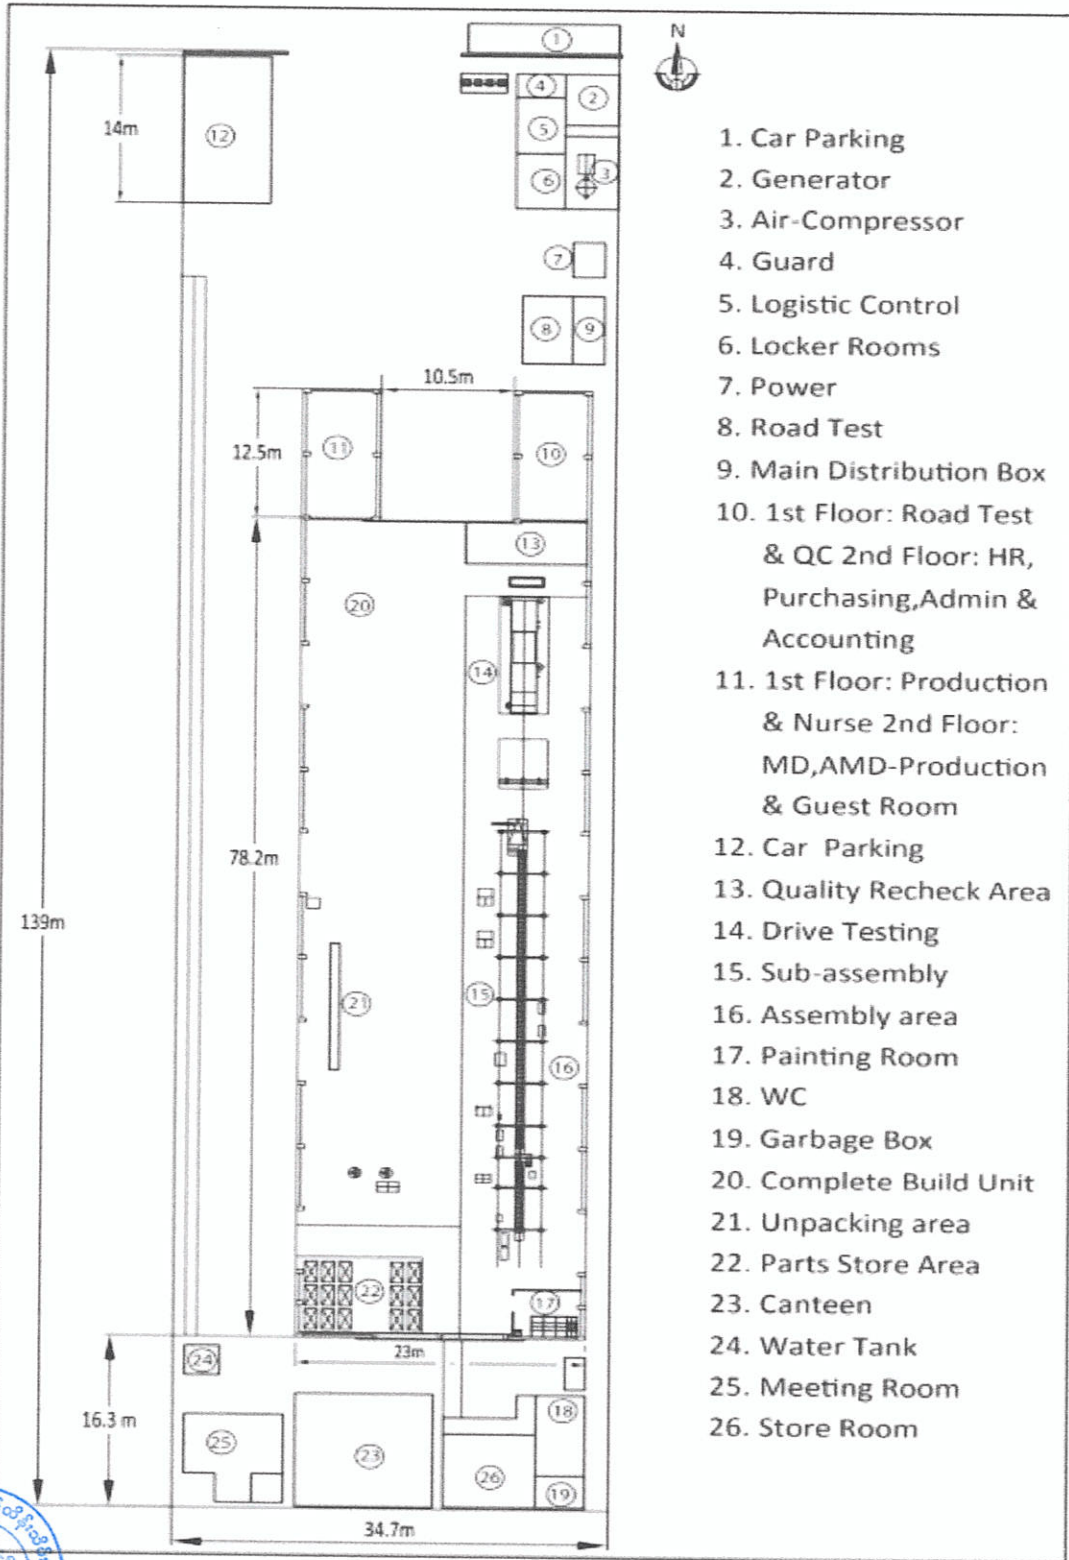 N
1
4
2
5
6
3
12
14m
7
8
9
10.5m
12.5m
11
10
13
20
14
78.2m
139m
15
21
16
22
17
23m
24
16.3 m
25
23
18
26
19
34.7m
1. Car Parking
2. Generator
3. Air-Compressor
4. Guard
5. Logistic Control
6. Locker Rooms
7. Power
8. Road Test
9. Main Distribution Box
10. 1st Floor: Road Test
& QC 2nd Floor: HR,
Purchasing,Admin &
Accounting
11. 1st Floor: Production
& Nurse 2nd Floor:
MD,AMD-Production
& Guest Room
12. Car Parking
13. Quality Recheck Area
14. Drive Testing
15. Sub-assembly
16. Assembly area
17. Painting Room
18. WC
19. Garbage Box
20. Complete Build Unit
21. Unpacking area
22. Parts Store Area
23. Canteen
24. Water Tank
25. Meeting Room
26. Store Room